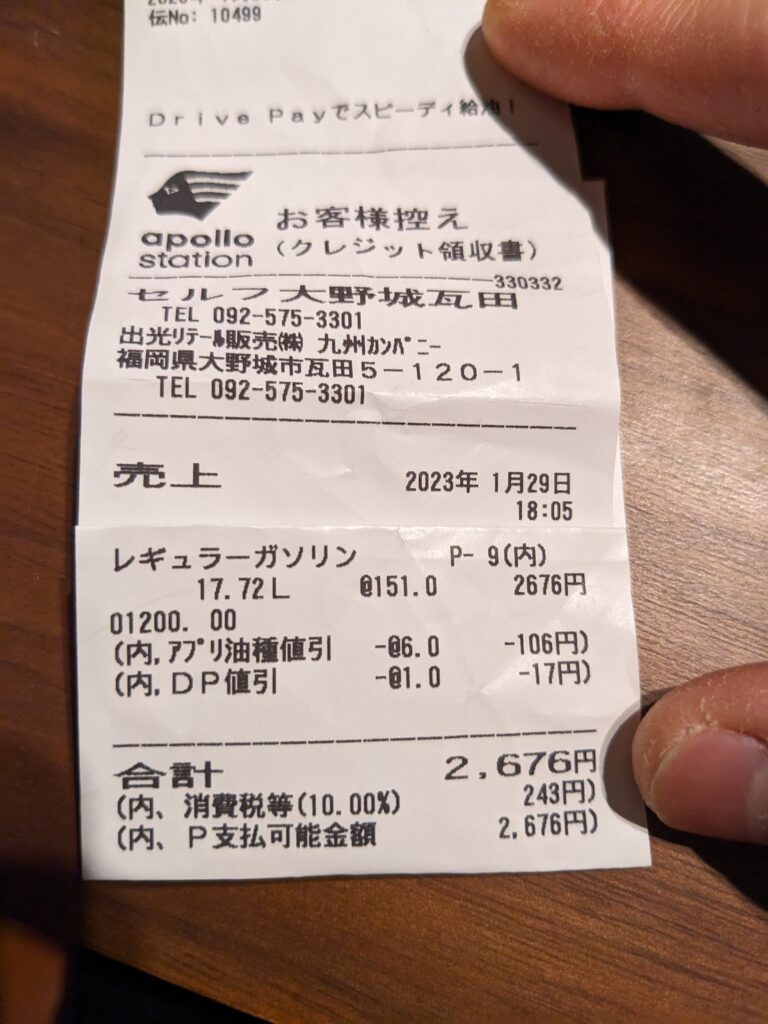 伝No: 10499
Drive Payでスピーディ給油!
apollo
station
お客様控え
(クレジット領収書)
330332
セルフ大野城瓦田
TEL 092-575-3301
出光リテール販売㈱ 九州カンパニー
福岡県大野城市瓦田5-120-1
TEL 092-575-3301
売上 2023年 1月29日
18:05
レギュラーガソリン P- 9(内)
17.72L @151.0 2676円
01200. 00
(内,アプリ油種値引 -@6.0 -106円)
(内,DP値引 -@1.0 -17円)
合計 2,676円
(内、消費税等(10.00%) 243円)
(内、P支払可能金額 2,676円)